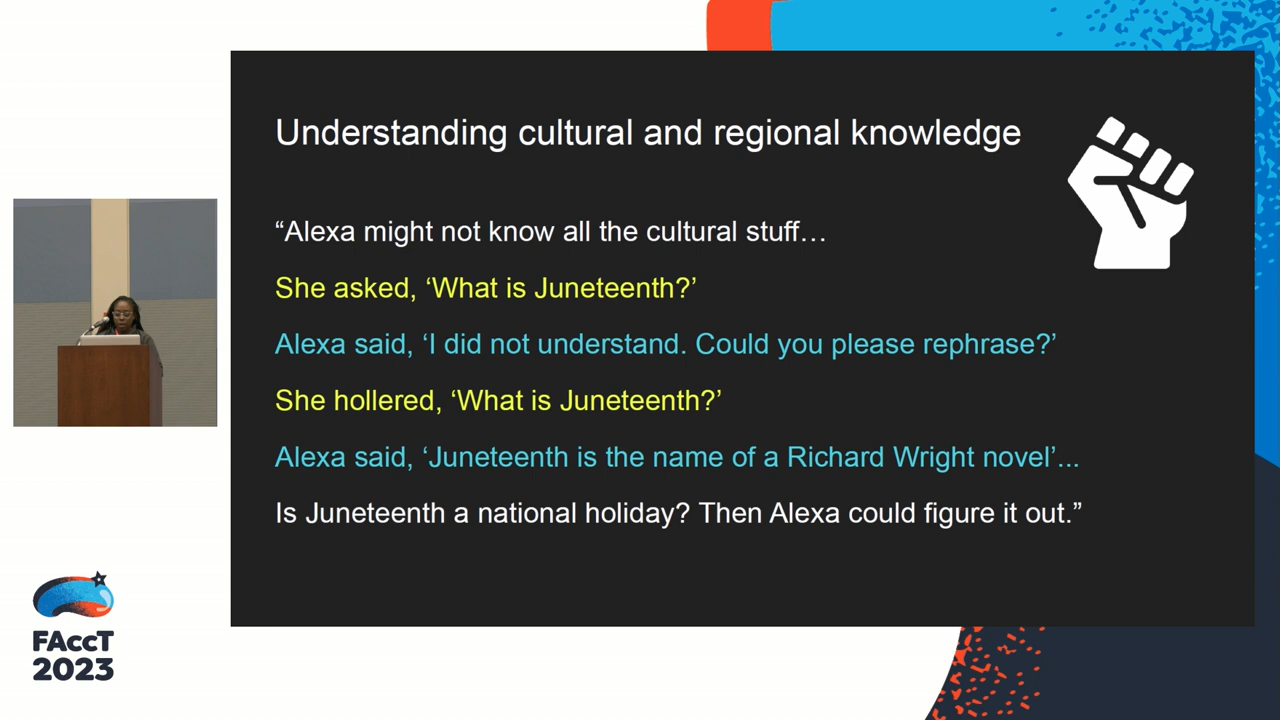 Understanding cultural and regional knowledge
“Alexa might not know all the cultural stuff…
She asked, ‘What is Juneteenth?’
Alexa said, ‘I did not understand. Could you please rephrase?’
She hollered, ‘What is Juneteenth?’
Alexa said, ‘Juneteenth is the name of a Richard Wright novel’...
Is Juneteenth a national holiday? Then Alexa could figure it out.”
FAccT
2023